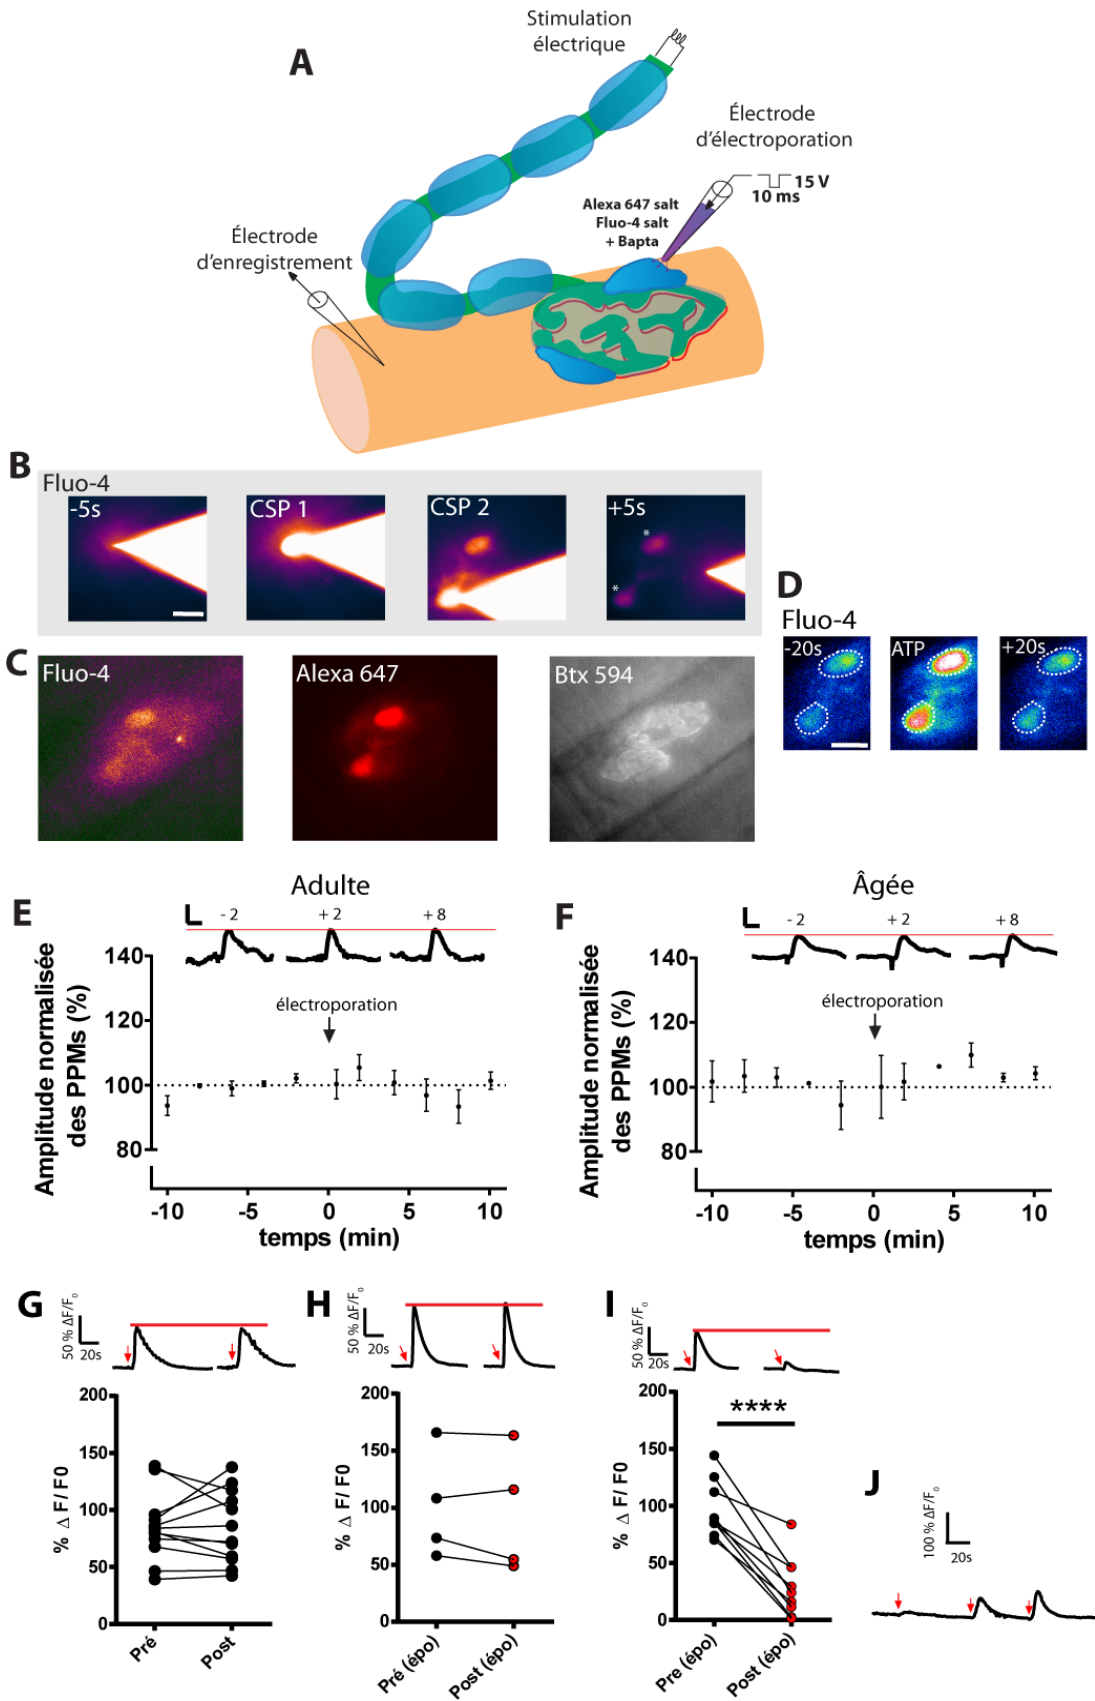 A
Stimulation
électrique
Électrode
d'électroporation
15 V
10 ms
Alexa 647 salt
Fluo-4 salt
+ Bapta
Électrode
d'enregistrement
B
Fluo-4
-5s
CSP 1
CSP 2
+5s
*
*
C
Fluo-4
Alexa 647
Btx 594
D
Fluo-4
-20s
ATP
+20s
E
Adulte
- 2
+ 2
+ 8
Amplitude normalisée
des PPMs (%)
140
120
100
80
électroporation
-10
-5
0
5
10
temps (min)
F
Âgée
- 2
+ 2
+ 8
Amplitude normalisée
des PPMs (%)
140
120
100
80
électroporation
-10
-5
0
5
10
temps (min)
G
50 % ΔF/F0
20s
% Δ F/ F0
200
150
100
50
0
Pré
Post
H
50 % ΔF/F0
20s
% Δ F/ F0
200
150
100
50
0
Pré (épo)
Post (épo)
I
50 % ΔF/F0
20s
% Δ F/ F0
200
150
100
50
0
****
Pre (épo)
Post (épo)
J
100 % ΔF/F0
20s